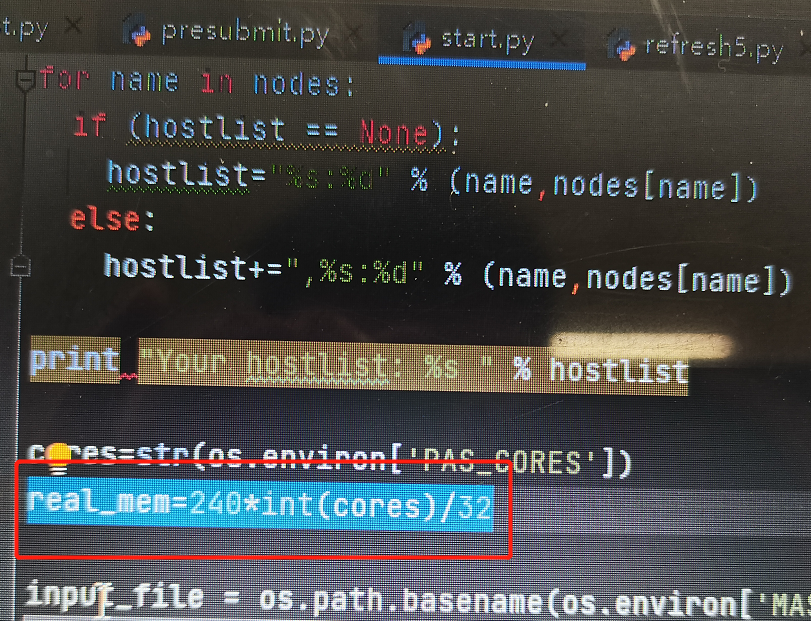 t.py presubmit.py start.py refresh5.py
for name in nodes:
if (hostlist == None):
hostlist="%s:%d" % (name,nodes[name])
else:
hostlist+=",%s:%d" % (name,nodes[name])
print "Your hostlist: %s " % hostlist
cores=str(os.environ['PAS_CORES'])
real_mem=240*int(cores)/32
input_file = os.path.basename(os.environ['MAS